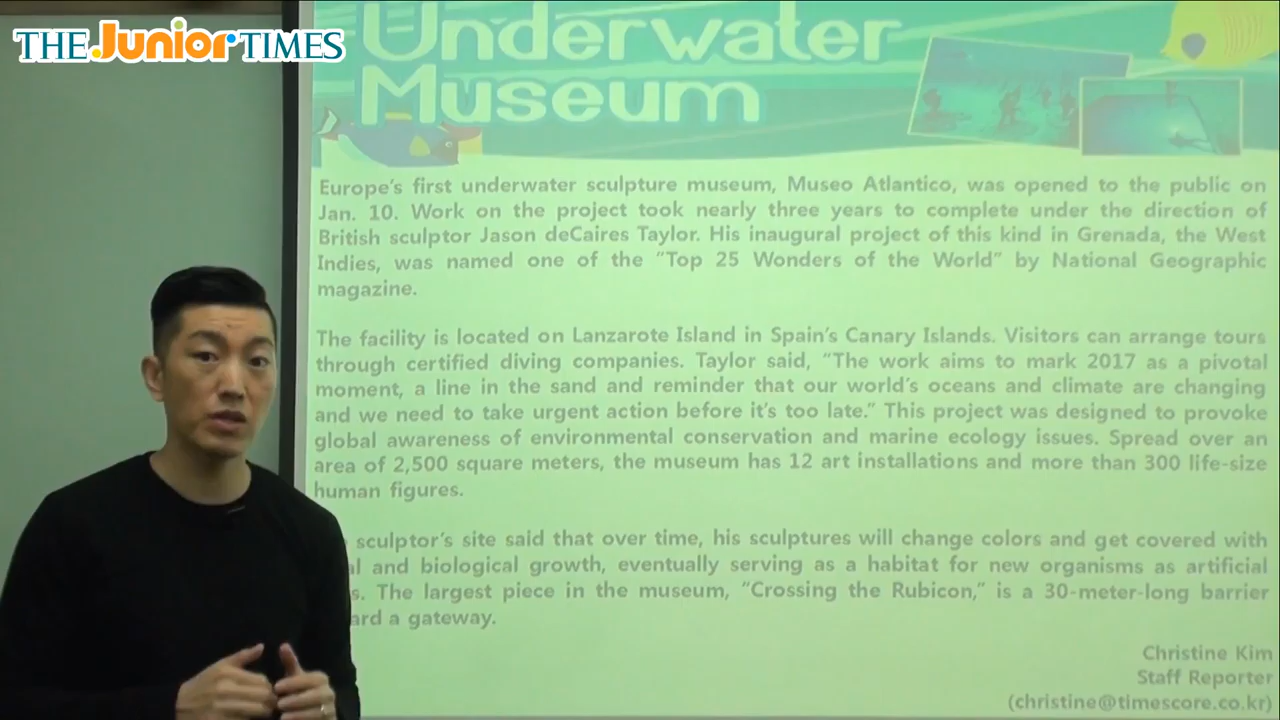 THE Junior TIMES
Underwater
Museum
Europe's first underwater sculpture museum, Museo Atlantico, was opened to the public on
Jan. 10. Work on the project took nearly three years to complete under the direction of
British sculptor Jason deCaires Taylor. His inaugural project of this kind in Grenada, the West
Indies, was named one of the "Top 25 Wonders of the World" by National Geographic
magazine.
The facility is located on Lanzarote Island in Spain's Canary Islands. Visitors can arrange tours
through certified diving companies. Taylor said, "The work aims to mark 2017 as a pivotal
moment, a line in the sand and reminder that our world's oceans and climate are changing
and we need to take urgent action before it's too late." This project was designed to provoke
global awareness of environmental conservation and marine ecology issues. Spread over an
area of 2,500 square meters, the museum has 12 art installations and more than 300 life-size
human figures.
sculptor's site said that over time, his sculptures will change colors and get covered with
and biological growth, eventually serving as a habitat for new organisms as artificial
The largest piece in the museum, "Crossing the Rubicon," is a 30-meter-long barrier
a gateway.
Christine Kim
Staff Reporter
(christine@timescore.co.kr)